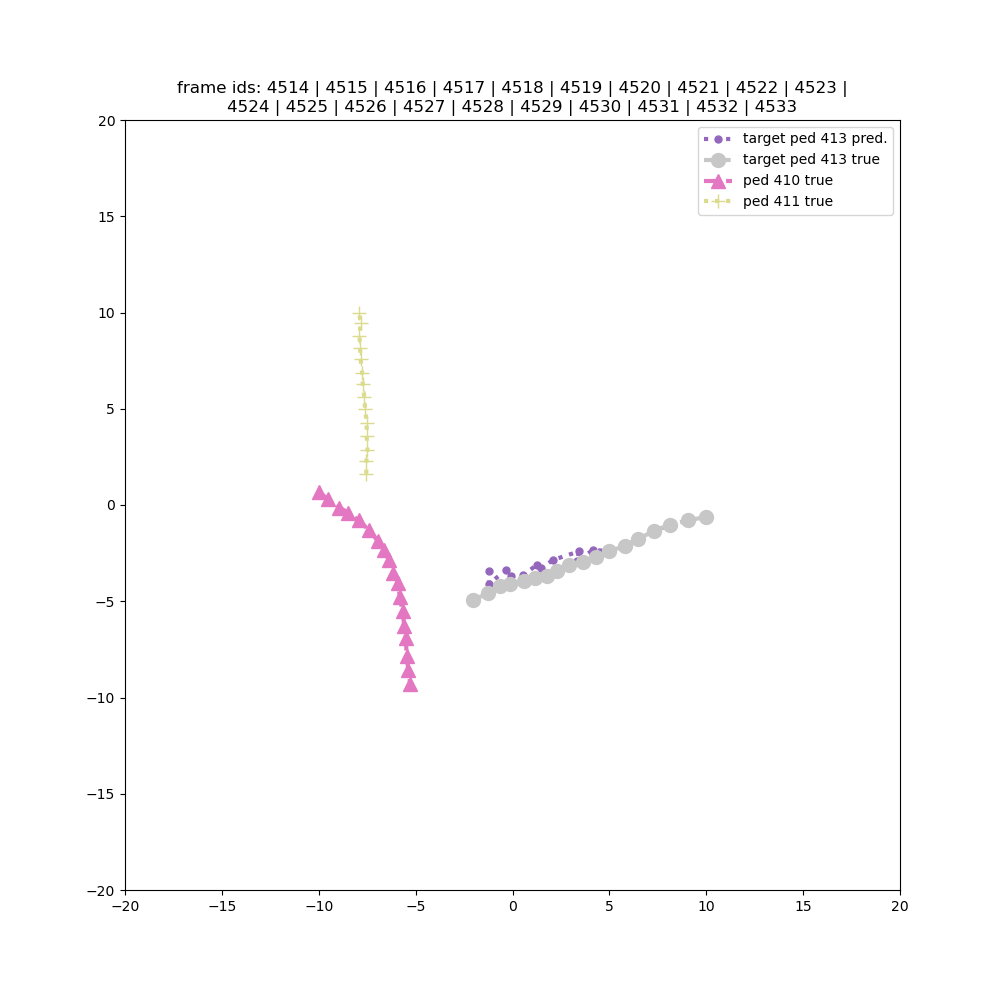 frame ids: 4514 | 4515 | 4516 | 4517 | 4518 | 4519 | 4520 | 4521 | 4522 | 4523 |
4524 | 4525 | 4526 | 4527 | 4528 | 4529 | 4530 | 4531 | 4532 | 4533
target ped 413 pred.
target ped 413 true
ped 410 true
ped 411 true
20
15
10
5
0
−5
−10
−15
−20
−20 −15 −10 −5 0 5 10 15 20